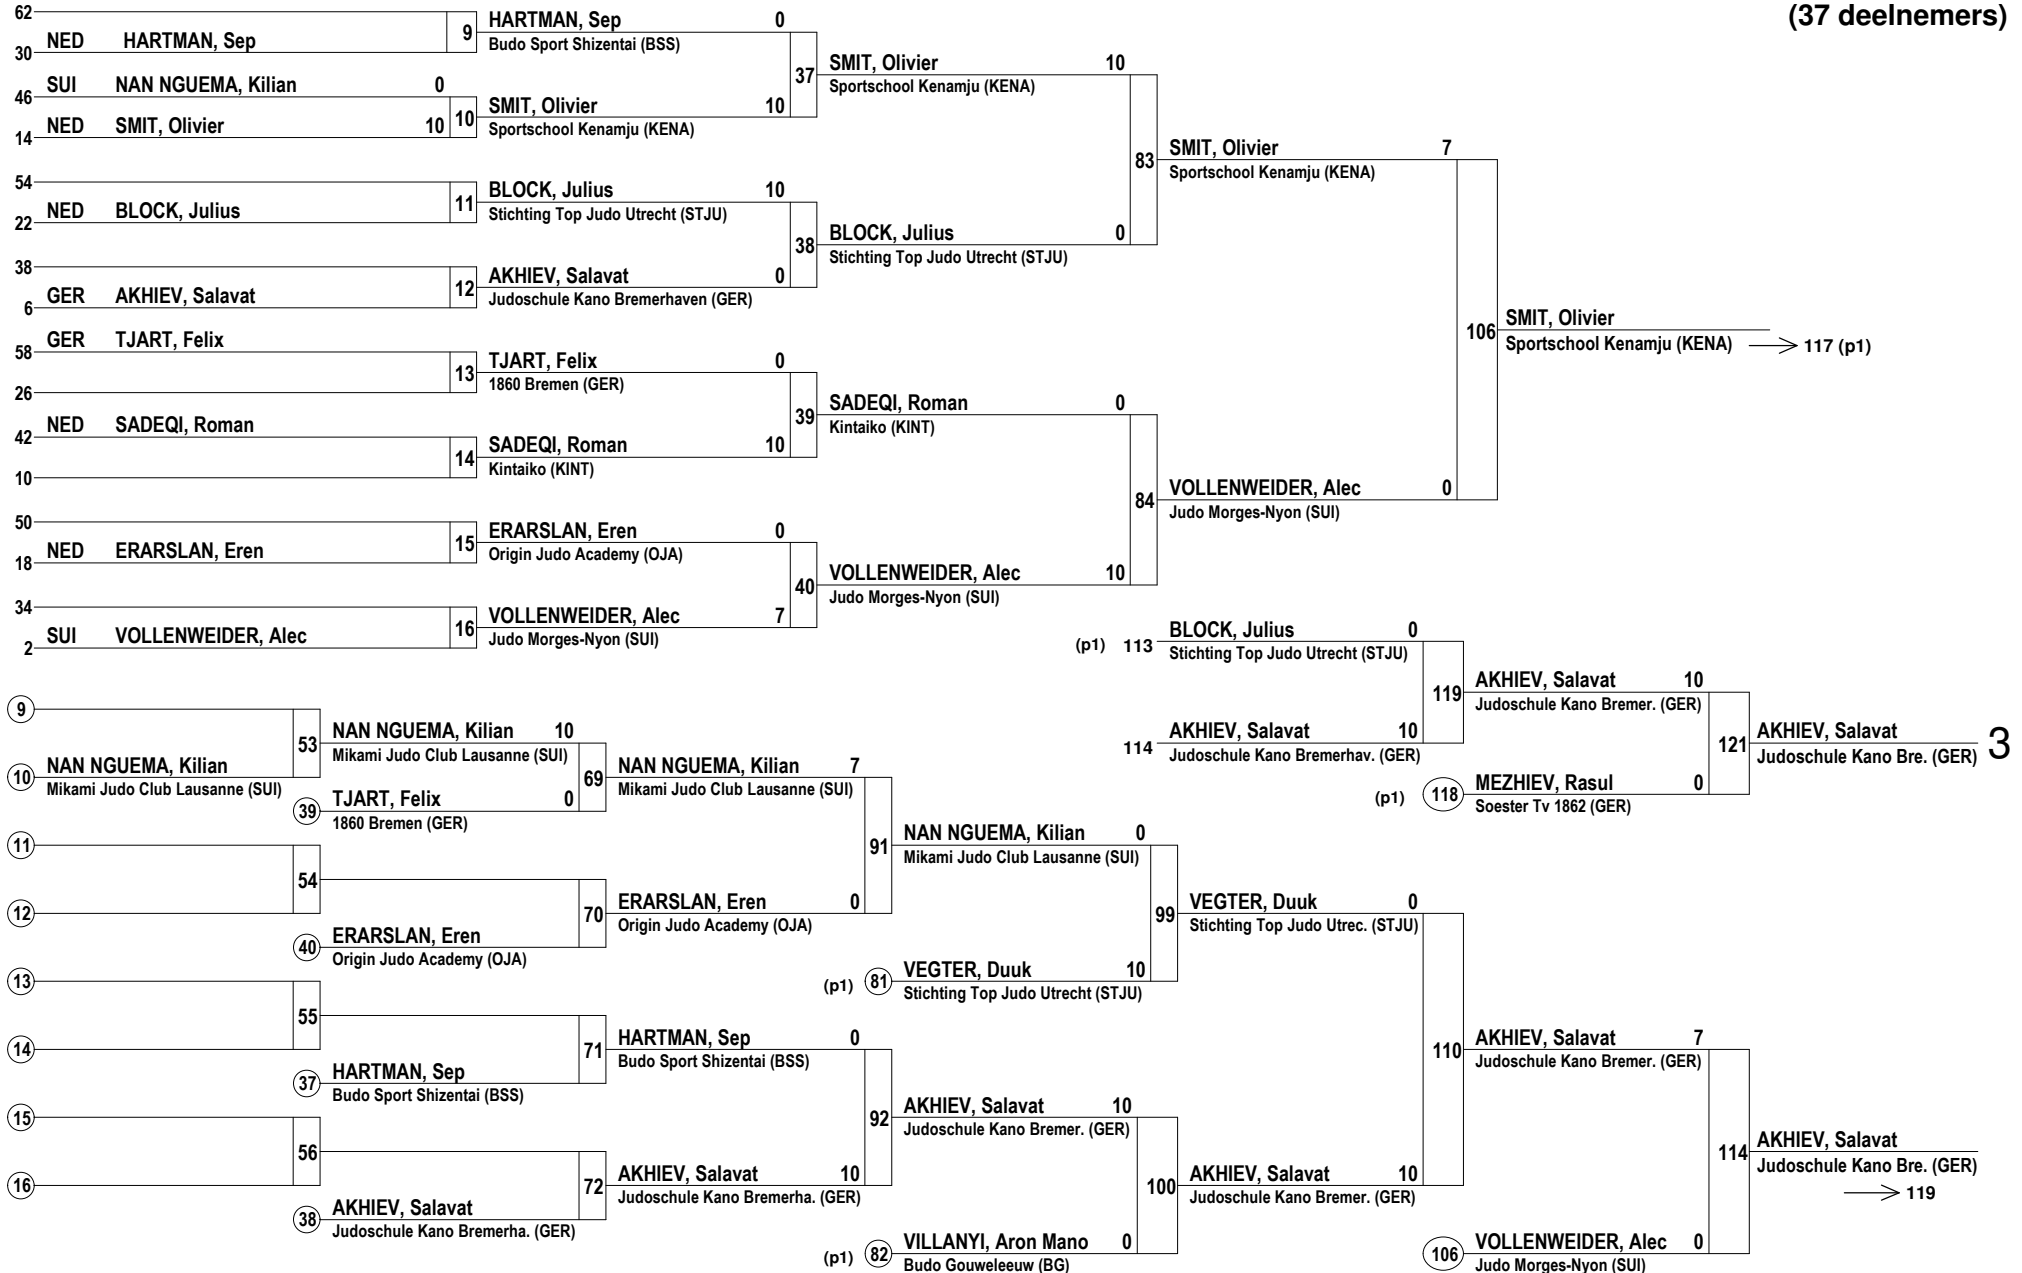 (37 deelnemers)
62
30 NED HARTMAN, Sep
9
HARTMAN, Sep 0
Budo Sport Shizentai (BSS)
46 SUI NAN NGUEMA, Kilian 0
14 NED SMIT, Olivier 10
10
SMIT, Olivier 10
Sportschool Kenamju (KENA)
37
SMIT, Olivier 10
Sportschool Kenamju (KENA)
54
22 NED BLOCK, Julius
11
BLOCK, Julius 10
Stichting Top Judo Utrecht (STJU)
38
6 GER AKHIEV, Salavat
12
AKHIEV, Salavat 0
Judoschule Kano Bremerhaven (GER)
38
BLOCK, Julius 0
Stichting Top Judo Utrecht (STJU)
83
SMIT, Olivier 7
Sportschool Kenamju (KENA)
58 GER TJART, Felix
26
13
TJART, Felix 0
1860 Bremen (GER)
42 NED SADEQI, Roman
10
14
SADEQI, Roman 10
Kintaiko (KINT)
39
SADEQI, Roman 0
Kintaiko (KINT)
50
18 NED ERARSLAN, Eren
15
ERARSLAN, Eren 0
Origin Judo Academy (OJA)
34
2 SUI VOLLENWEIDER, Alec
16
VOLLENWEIDER, Alec 7
Judo Morges-Nyon (SUI)
40
VOLLENWEIDER, Alec 10
Judo Morges-Nyon (SUI)
84
VOLLENWEIDER, Alec 0
Judo Morges-Nyon (SUI)
106
SMIT, Olivier
Sportschool Kenamju (KENA)
117 (p1)
(p1) 113
BLOCK, Julius 0
Stichting Top Judo Utrecht (STJU)
114
AKHIEV, Salavat 10
Judoschule Kano Bremerhav. (GER)
119
AKHIEV, Salavat 10
Judoschule Kano Bremer. (GER)
(p1) 118
MEZHIEV, Rasul 0
Soester Tv 1862 (GER)
121
AKHIEV, Salavat
Judoschule Kano Bre. (GER)
3
9
10 NAN NGUEMA, Kilian
Mikami Judo Club Lausanne (SUI)
53
NAN NGUEMA, Kilian 10
Mikami Judo Club Lausanne (SUI)
39 TJART, Felix 0
1860 Bremen (GER)
69
NAN NGUEMA, Kilian 7
Mikami Judo Club Lausanne (SUI)
11
12
54
40 ERARSLAN, Eren
Origin Judo Academy (OJA)
70
ERARSLAN, Eren 0
Origin Judo Academy (OJA)
91
NAN NGUEMA, Kilian 0
Mikami Judo Club Lausanne (SUI)
(p1) 81
VEGTER, Duuk 10
Stichting Top Judo Utrecht (STJU)
99
VEGTER, Duuk 0
Stichting Top Judo Utrec. (STJU)
13
14
55
37 HARTMAN, Sep
Budo Sport Shizentai (BSS)
71
HARTMAN, Sep 0
Budo Sport Shizentai (BSS)
15
16
56
38 AKHIEV, Salavat
Judoschule Kano Bremerha. (GER)
72
AKHIEV, Salavat 10
Judoschule Kano Bremerha. (GER)
92
AKHIEV, Salavat 10
Judoschule Kano Bremer. (GER)
(p1) 82
VILLANYI, Aron Mano 0
Budo Gouweleeuw (BG)
100
AKHIEV, Salavat 10
Judoschule Kano Bremer. (GER)
110
AKHIEV, Salavat 7
Judoschule Kano Bremer. (GER)
106
VOLLENWEIDER, Alec 0
Judo Morges-Nyon (SUI)
114
AKHIEV, Salavat
Judoschule Kano Bre. (GER)
119